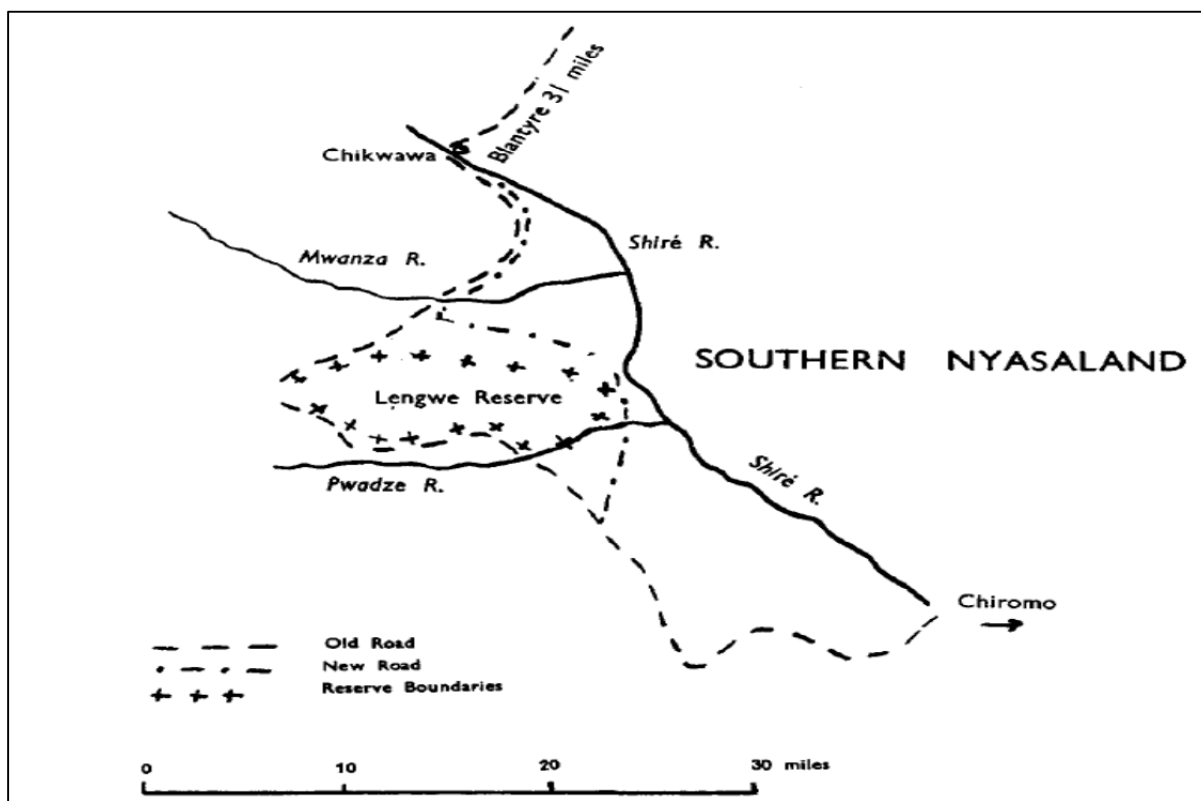 Blantyre 31 miles
Chikwawa
Shiré R.
Mwanza R.
SOUTHERN NYASALAND
Lengwe Reserve
Pwadze R.
Shiré R.
Chiromo
Old Road
New Road
Reserve Boundaries
0 10 20 30 miles